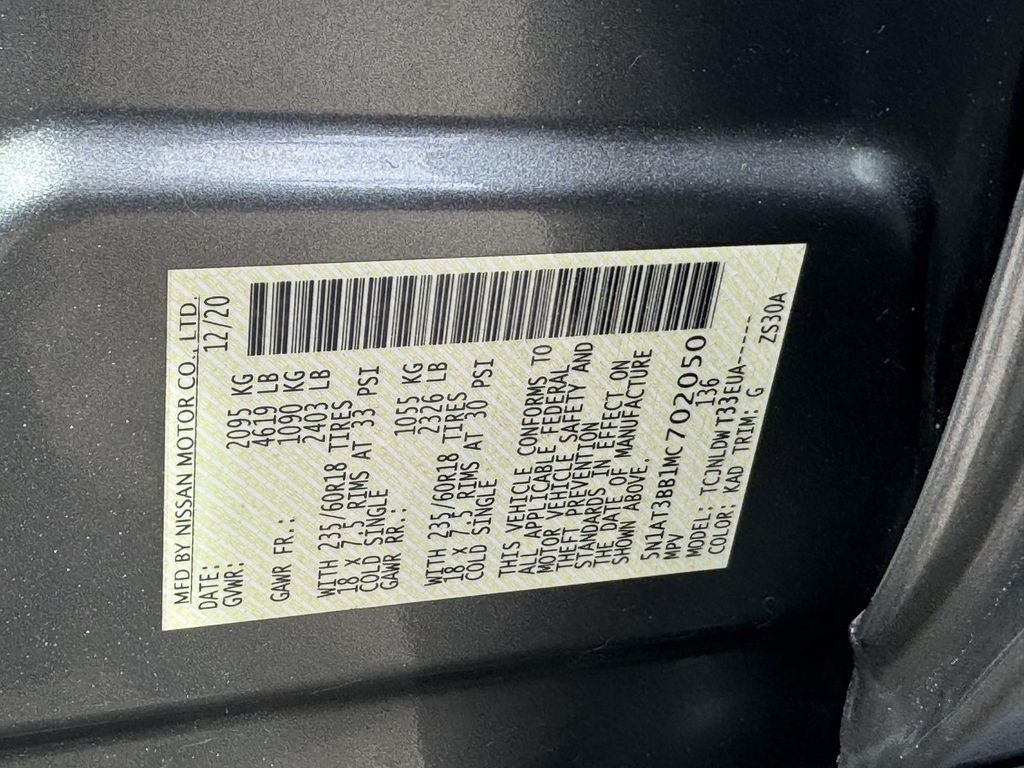 MFD BY NISSAN MOTOR CO., LTD.
DATE: 12/20
GVWR: 2095 KG
4619 LB
GAWR FR.: 1090 KG
2403 LB
WITH 235/60R18 TIRES
18 X 7.5 RIMS AT 33 PSI
COLD SINGLE
GAWR RR.: 1055 KG
2326 LB
WITH 235/60R18 TIRES
18 X 7.5 RIMS AT 30 PSI
COLD SINGLE
THIS VEHICLE CONFORMS TO
ALL APPLICABLE FEDERAL
MOTOR VEHICLE SAFETY AND
THEFT PREVENTION
STANDARDS IN EFFECT ON
THE DATE OF MANUFACTURE
SHOWN ABOVE.
5N1AT3BB1MC702050
MPV 136
MODEL: TCJNLDWT33EUA-----
COLOR: KAD TRIM: G ZS30A